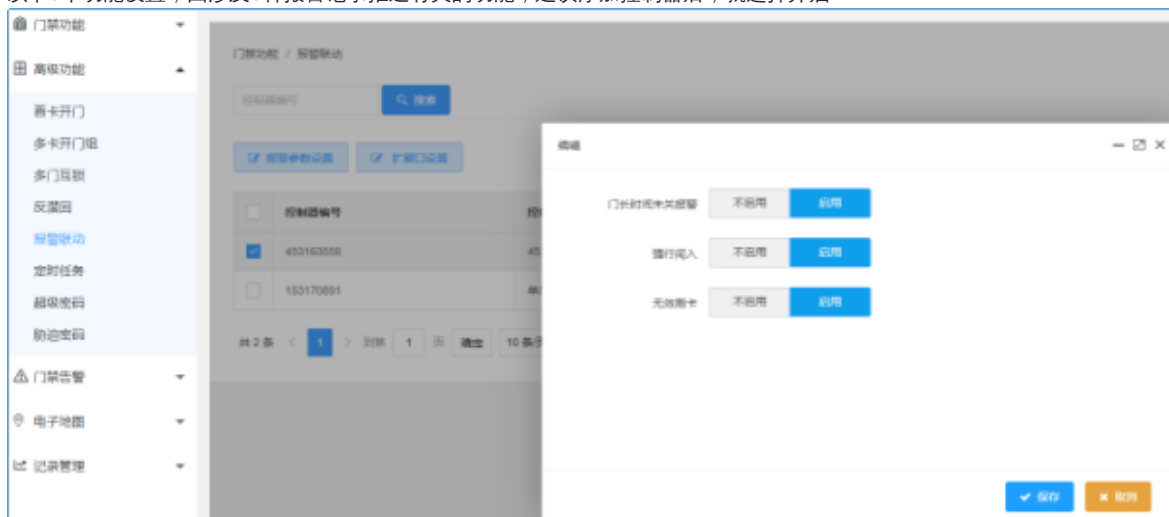 门禁功能
高级功能
首卡开门
多卡开门组
多门互锁
反潜回
报警联动
定时任务
超级密码
胁迫密码
门禁告警
电子地图
记录管理
门禁功能 / 报警联动
控制器编号
搜索
报警参数设置 扩展口设置
控制器编号
453163556
153170891
共 2 条 < 1 > 到第 1 页 确定
编辑
门长时间未关报警 不启用 启用
强行闯入 不启用 启用
无效刷卡 不启用 启用
保存 取消